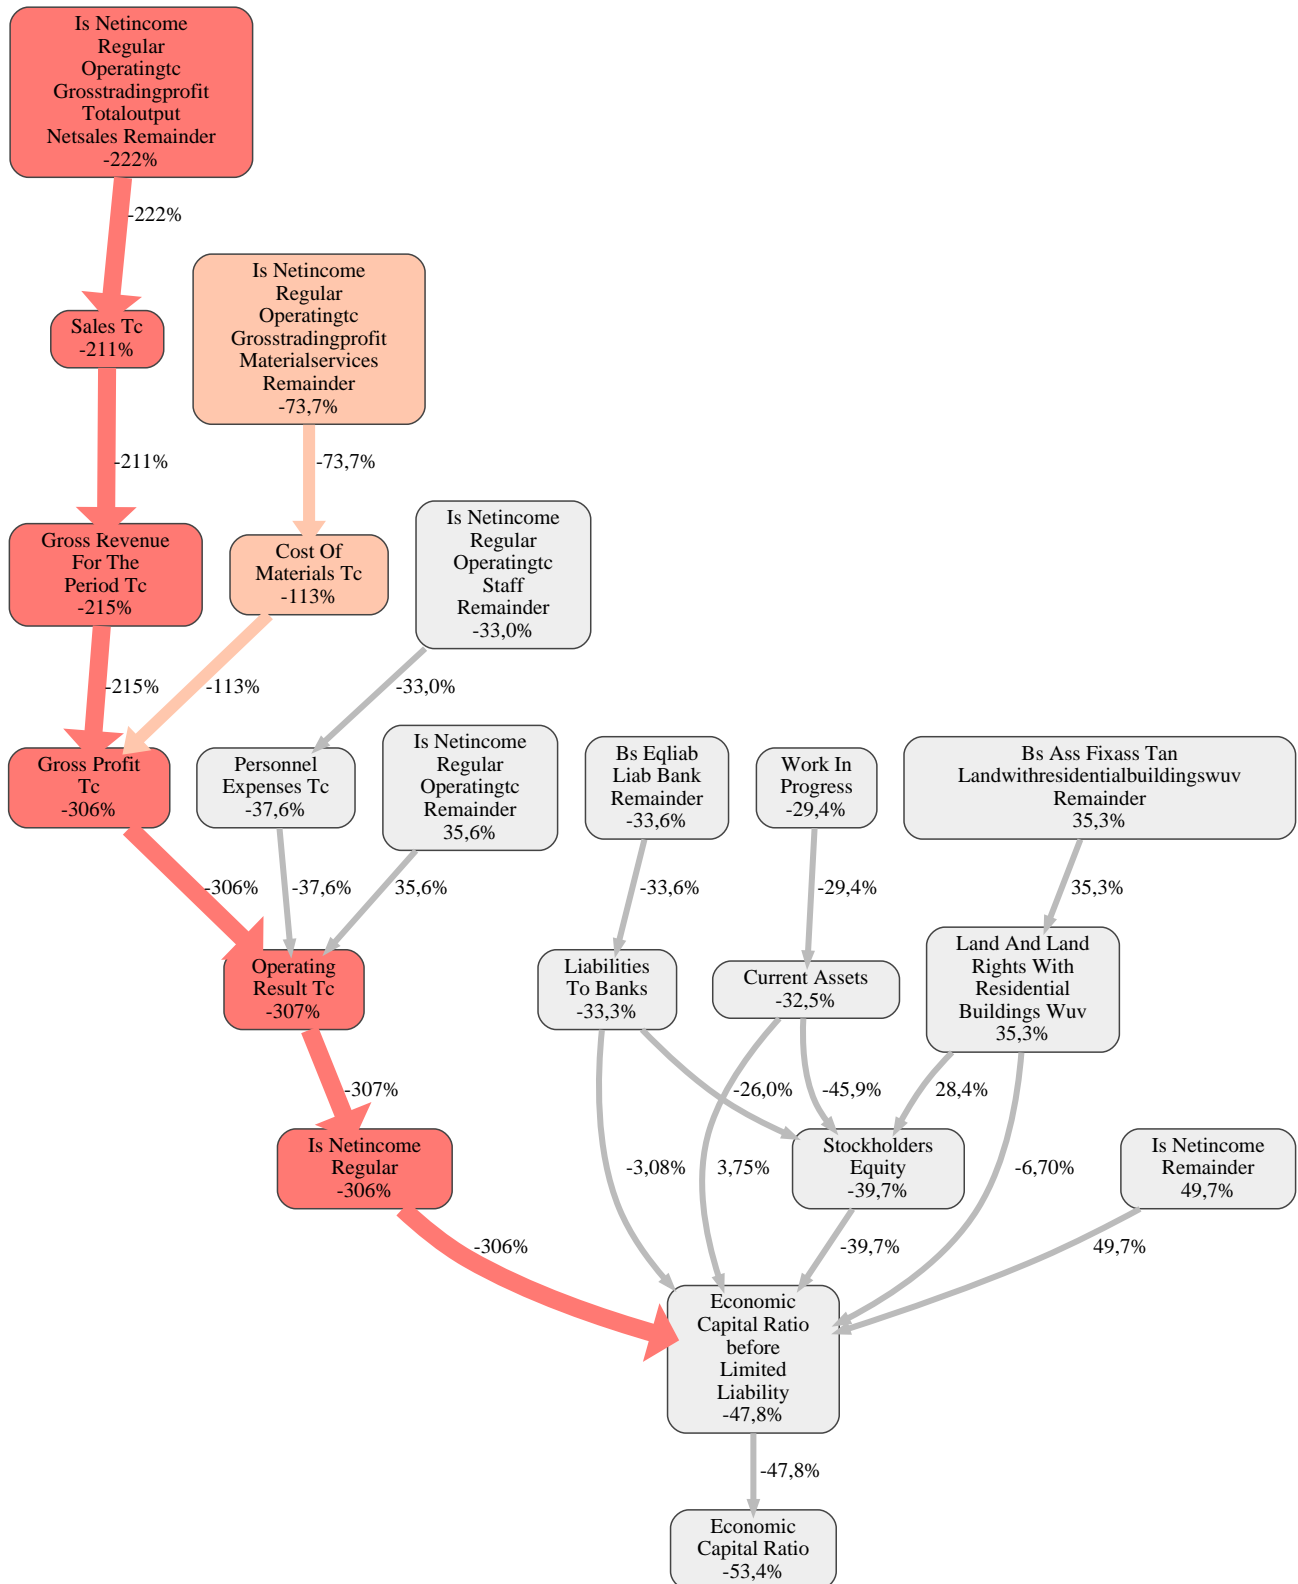 Is Netincome
Regular
Operatingtc
Grosstradingprofit
Totaloutput
Netsales Remainder
-222%
-222%
Sales Tc
-211%
Is Netincome
Regular
Operatingtc
Grosstradingprofit
Materialservices
Remainder
-73,7%
-211%
-73,7%
Gross Revenue
For The
Period Tc
-215%
Cost Of
Materials Tc
-113%
Is Netincome
Regular
Operatingtc
Staff
Remainder
-33,0%
-215%
-113%
-33,0%
Gross Profit
Tc
-306%
Personnel
Expenses Tc
-37,6%
Is Netincome
Regular
Operatingtc
Remainder
35,6%
Bs Eqliab
Liab Bank
Remainder
-33,6%
Work In
Progress
-29,4%
Bs Ass Fixass Tan
Landwithresidentialbuildingswuv
Remainder
35,3%
-306%
-37,6%
35,6%
-33,6%
-29,4%
35,3%
Operating
Result Tc
-307%
Liabilities
To Banks
-33,3%
Current Assets
-32,5%
Land And Land
Rights With
Residential
Buildings Wuv
35,3%
-307%
-26,0%
-45,9%
28,4%
Is Netincome
Regular
-306%
-3,08%
3,75%
Stockholders
Equity
-39,7%
-6,70%
Is Netincome
Remainder
49,7%
-306%
-39,7%
49,7%
Economic
Capital Ratio
before
Limited
Liability
-47,8%
-47,8%
Economic
Capital Ratio
-53,4%